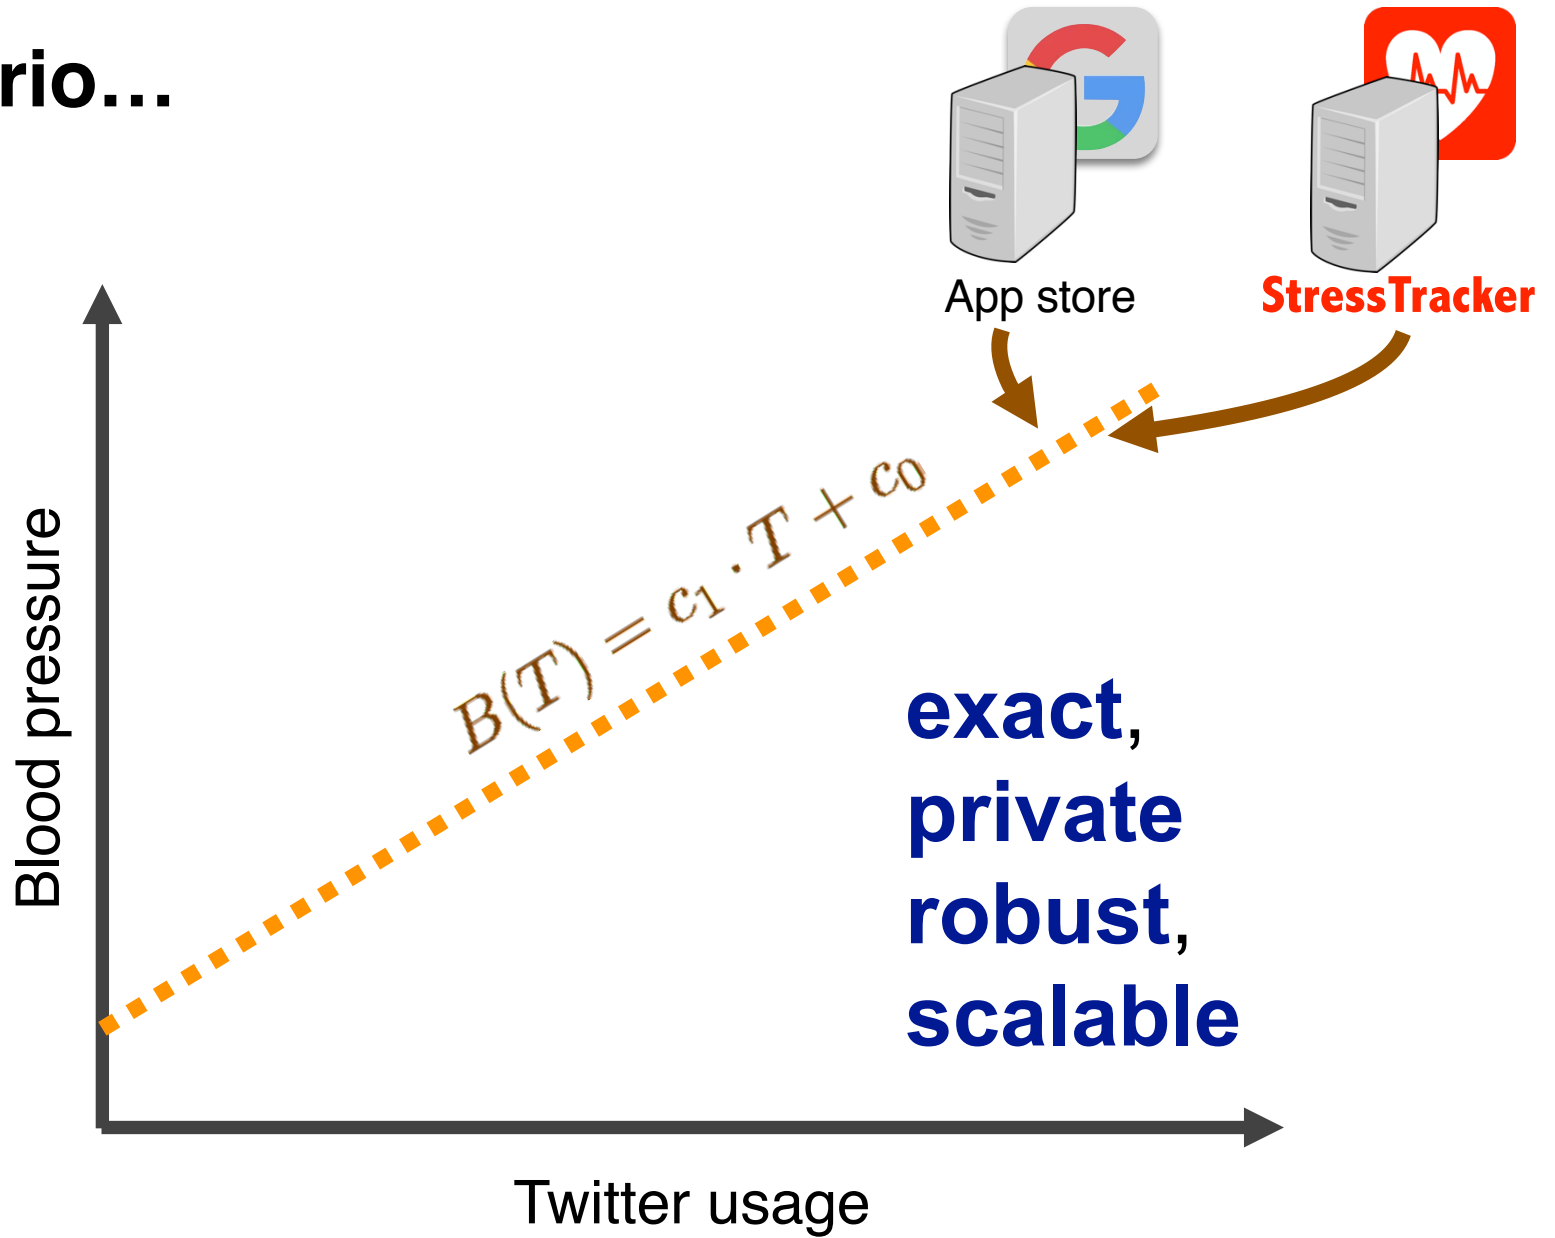 rio…
App store
StressTracker
B(T) = c₁ · T + c₀
Blood pressure
exact,
private
robust,
scalable
Twitter usage